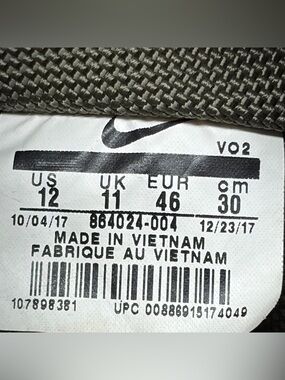 VO2
US UK EUR cm
12 11 46 30
10/04/17 864024-004 12/23/17
MADE IN VIETNAM
FABRIQUE AU VIETNAM
107898381 UPC 00886915174049